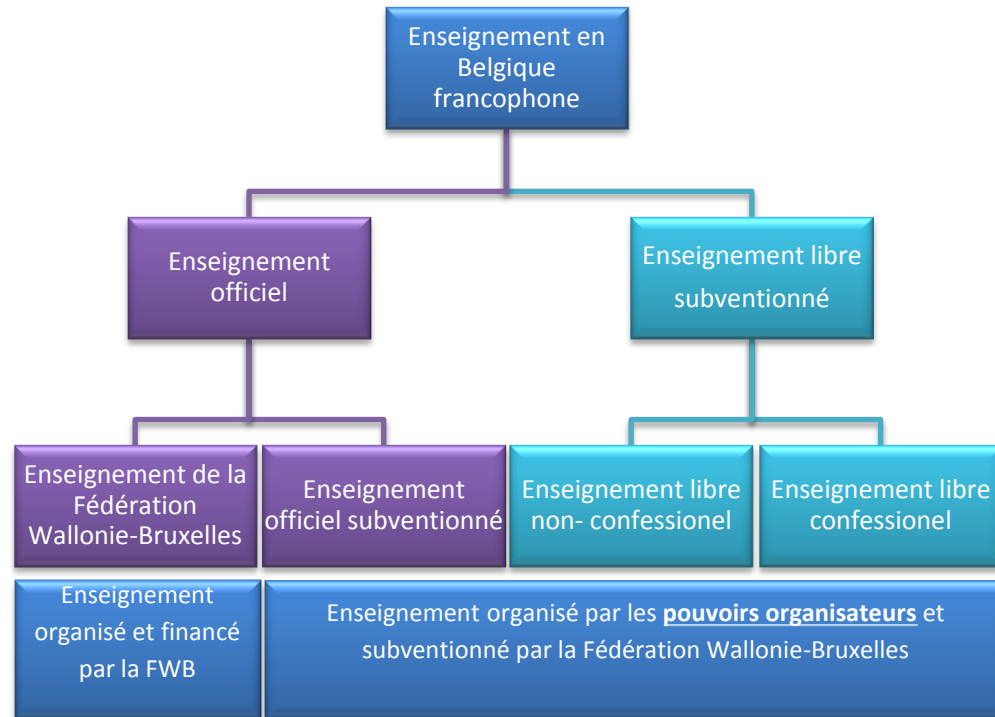 Enseignement en
Belgique
francophone
Enseignement
officiel
Enseignement libre
subventionné
Enseignement de la
Fédération
Wallonie-Bruxelles
Enseignement
officiel subventionné
Enseignement libre
non- confessionel
Enseignement libre
confessionel
Enseignement
organisé et financé
par la FWB
Enseignement organisé par les pouvoirs organisateurs et
subventionné par la Fédération Wallonie-Bruxelles